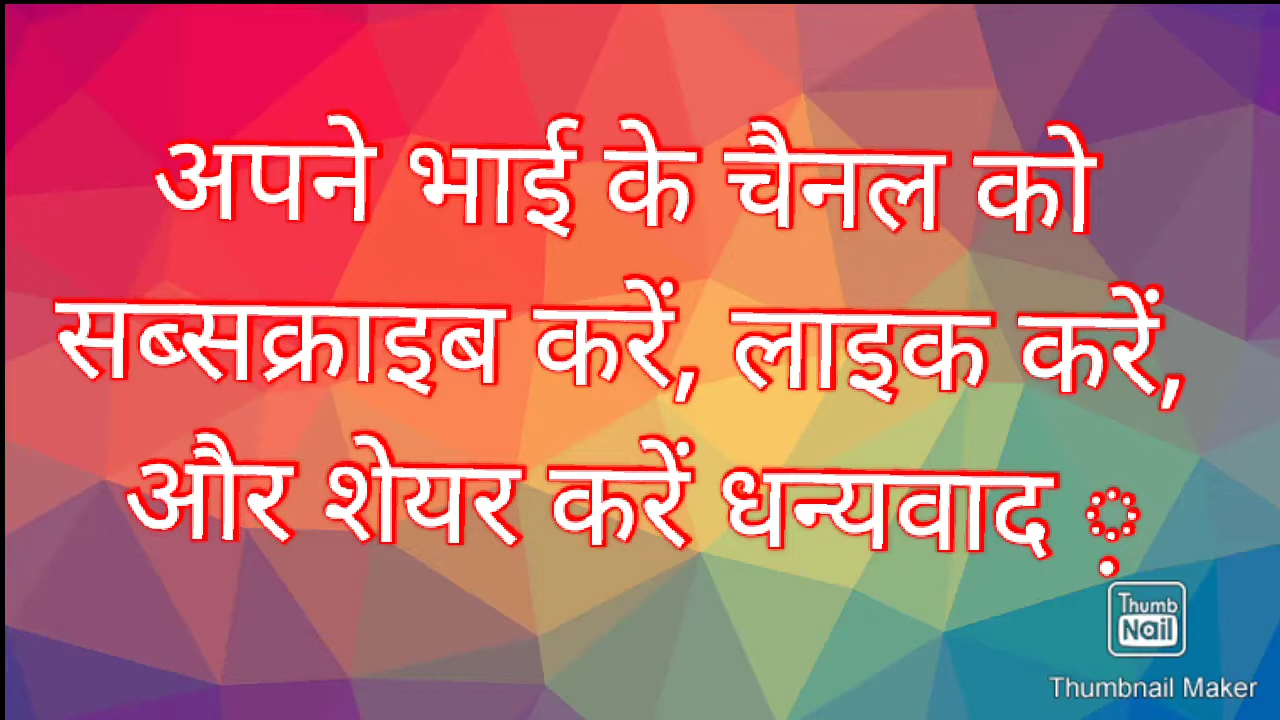 अपने भाई के चैनल को
सब्सक्राइब करें, लाइक करें,
और शेयर करें धन्यवाद ़
Thumb
Nail
Thumbnail Maker